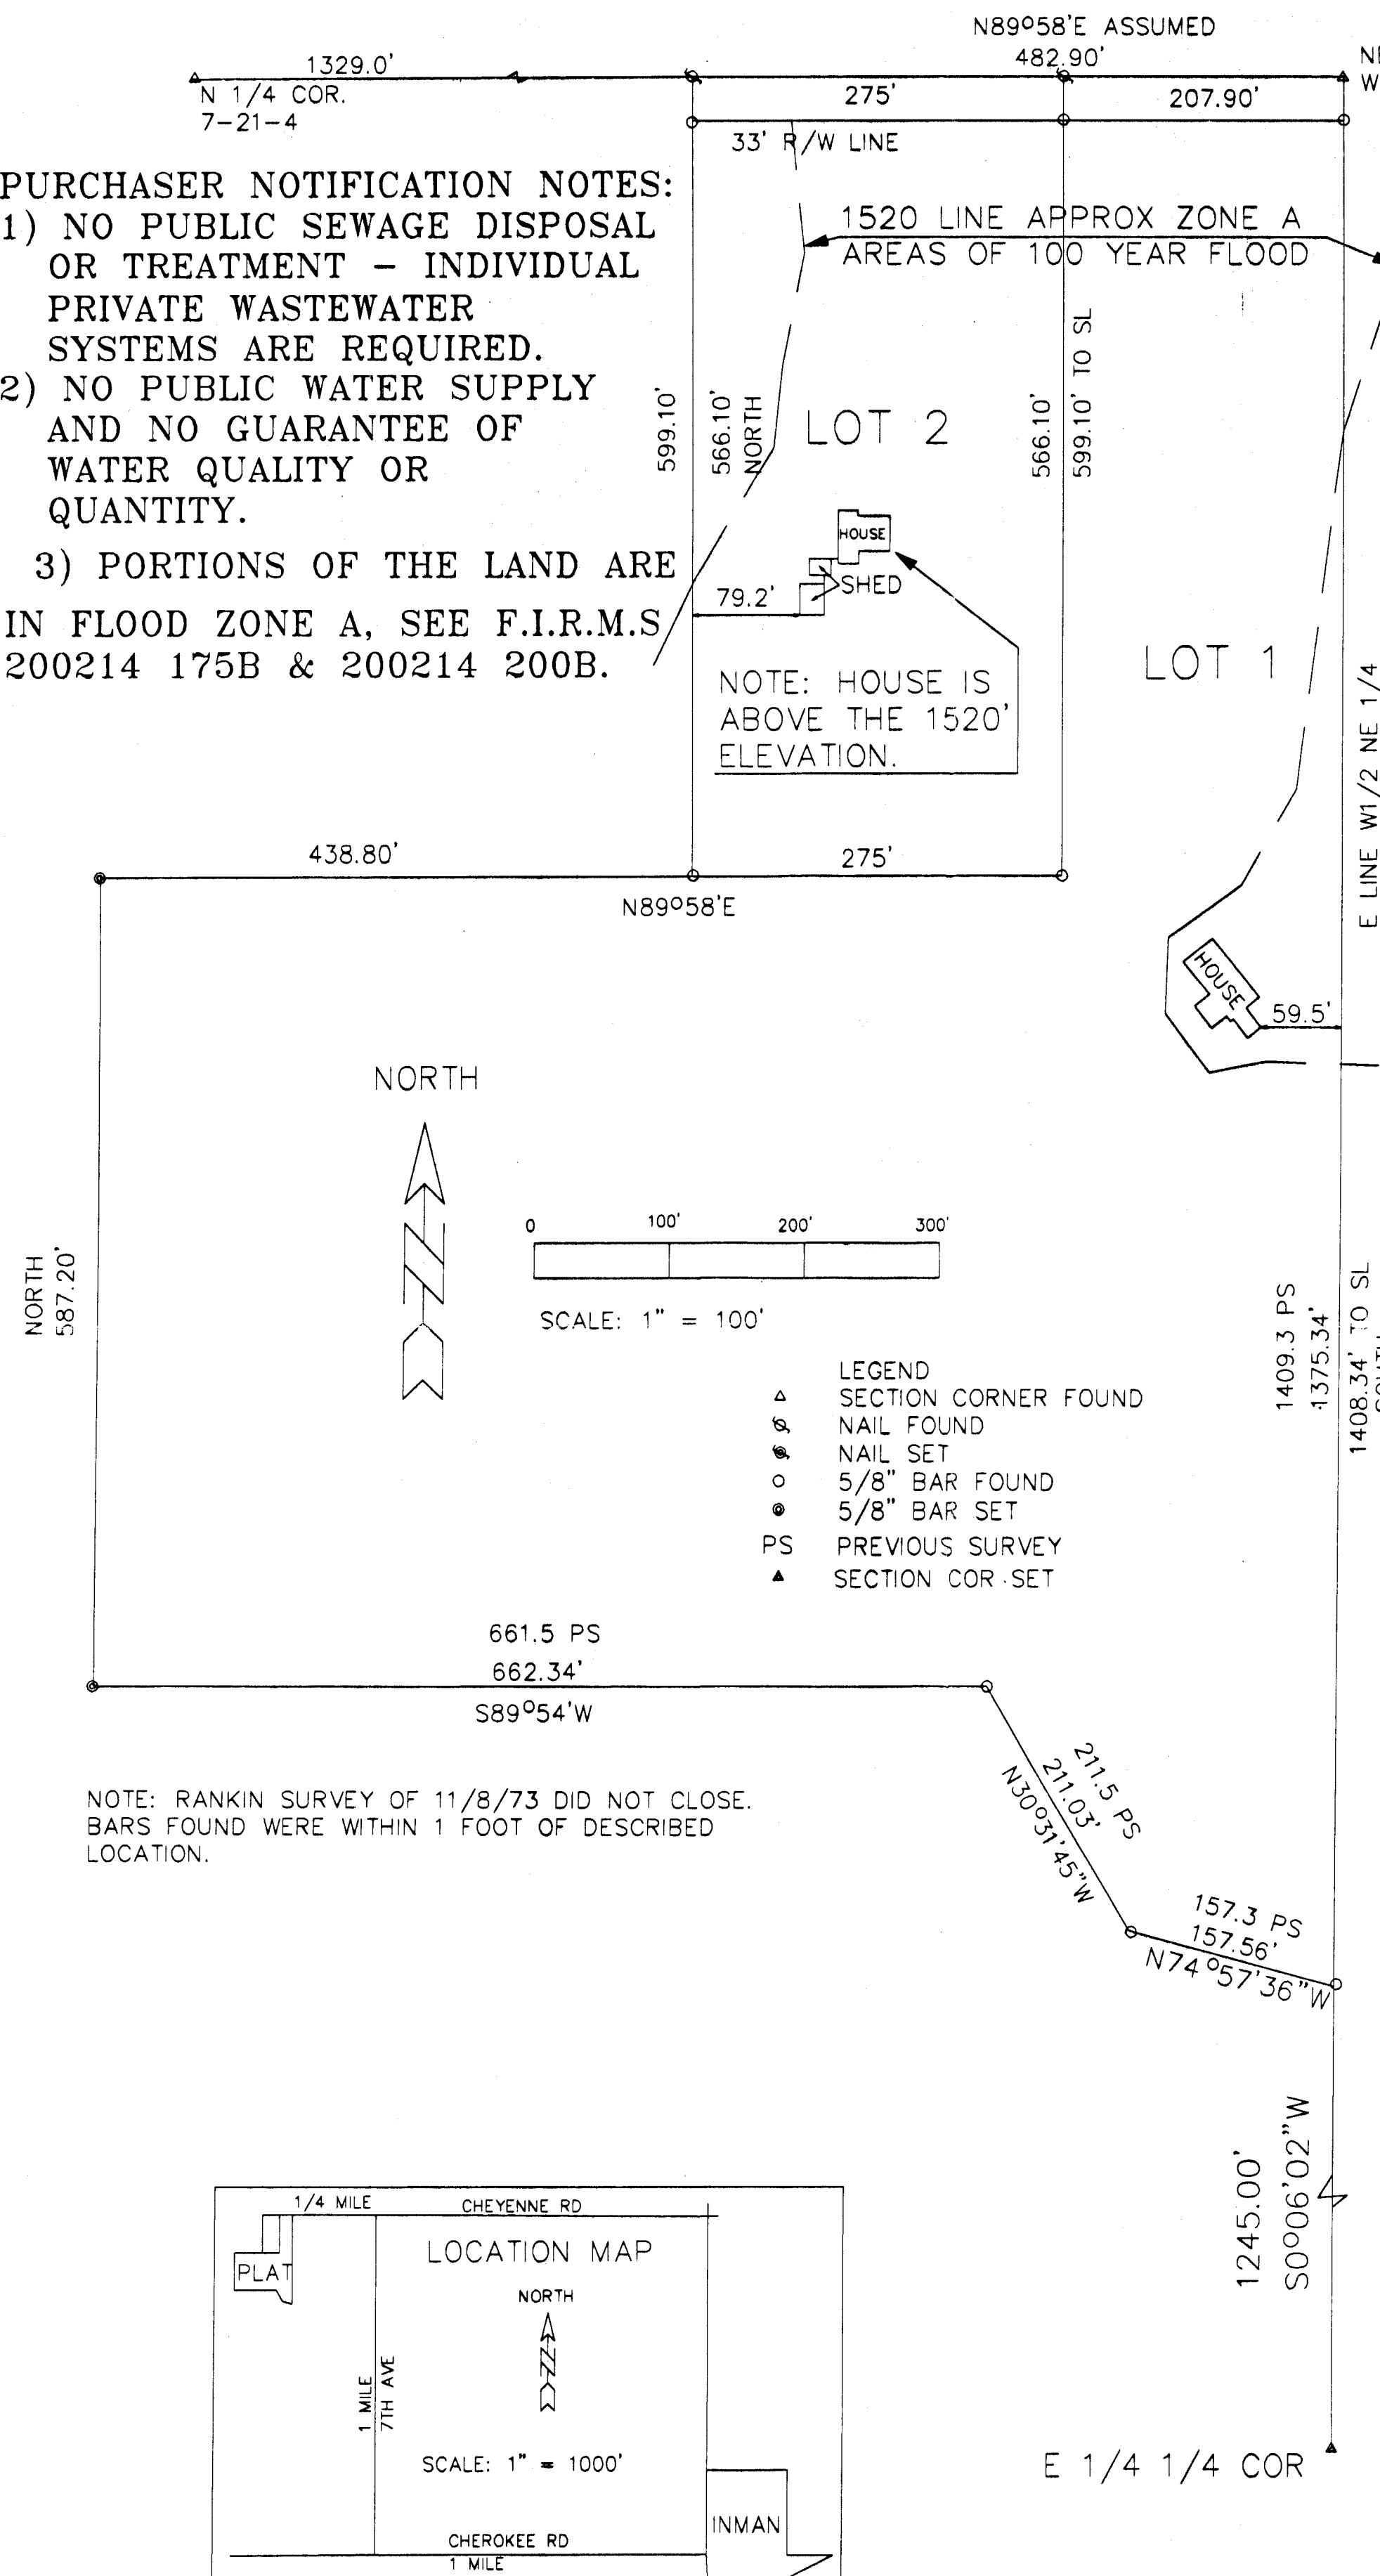 N89°58'E ASSUMED
482.90'
1329.0'
N 1/4 COR.
7-21-4
275'
207.90'
33' R/W LINE
PURCHASER NOTIFICATION NOTES:
1) NO PUBLIC SEWAGE DISPOSAL
OR TREATMENT - INDIVIDUAL
PRIVATE WASTEWATER
SYSTEMS ARE REQUIRED.
2) NO PUBLIC WATER SUPPLY
AND NO GUARANTEE OF
WATER QUALITY OR
QUANTITY.
3) PORTIONS OF THE LAND ARE
IN FLOOD ZONE A, SEE F.I.R.M.S
200214 175B & 200214 200B.
1520 LINE APPROX ZONE A
AREAS OF 100 YEAR FLOOD
599.10'
566.10'
NORTH
LOT 2
566.10'
599.10' TO SL
HOUSE
SHED
79.2'
NOTE: HOUSE IS
ABOVE THE 1520'
ELEVATION.
LOT 1
E LINE W1/2 NE 1/4
438.80'
275'
N89°58'E
HOUSE
59.5'
NORTH
0 100' 200' 300'
SCALE: 1" = 100'
NORTH
587.20'
1409.3 PS
1375.34'
1408.34' TO SL
LEGEND
SECTION CORNER FOUND
NAIL FOUND
NAIL SET
5/8" BAR FOUND
5/8" BAR SET
PS PREVIOUS SURVEY
SECTION COR SET
661.5 PS
662.34'
S89°54'W
211.5 PS
211.03'
N30°31'45"W
NOTE: RANKIN SURVEY OF 11/8/73 DID NOT CLOSE.
BARS FOUND WERE WITHIN 1 FOOT OF DESCRIBED
LOCATION.
157.3 PS
157.56'
N74°57'36"W
1245.00'
S0°06'02"W
E 1/4 1/4 COR
1/4 MILE
CHEYENNE RD
PLAT
LOCATION MAP
NORTH
1 MILE
7TH AVE
SCALE: 1" = 1000'
INMAN
CHEROKEE RD
1 MILE